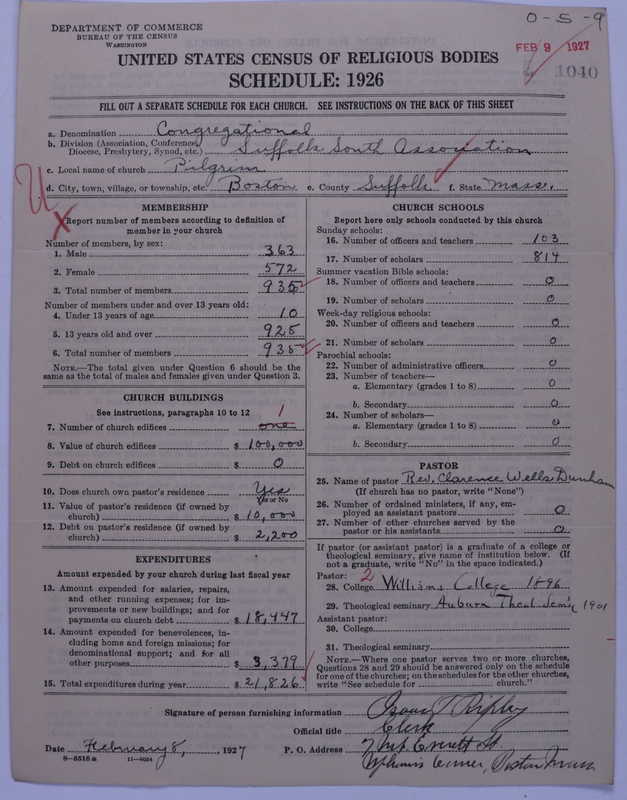 O-S-9
DEPARTMENT OF COMMERCE
BUREAU OF THE CENSUS
WASHINGTON
FEB 9 1927
1040
UNITED STATES CENSUS OF RELIGIOUS BODIES
SCHEDULE: 1926
FILL OUT A SEPARATE SCHEDULE FOR EACH CHURCH. SEE INSTRUCTIONS ON THE BACK OF THIS SHEET
a. Denomination Congregational
b. Division (Association, Conference, Diocese, Presbytery, Synod, etc.) Suffolk South Association
c. Local name of church Pilgrim
d. City, town, village, or township, etc. Boston e. County Suffolk f. State Mass.
MEMBERSHIP
Report number of members according to definition of
member in your church
Number of members, by sex:
1. Male 363
2. Female 572
3. Total number of members 935
Number of members under and over 13 years old:
4. Under 13 years of age 10
5. 13 years old and over 925
6. Total number of members 935
NOTE.—The total given under Question 6 should be
same as the total of males and females given under Question 3.
CHURCH BUILDINGS
See instructions, paragraphs 10 to 12
7. Number of church edifices one 1
8. Value of church edifices $ 100,000
9. Debt on church edifices $ 0
10. Does church own pastor's residence Yes
Yes or No
11. Value of pastor's residence (if owned by
church) $ 10,000
12. Debt on pastor's residence (if owned by
church) $ 2,200
EXPENDITURES
Amount expended by your church during last fiscal year
13. Amount expended for salaries, repairs,
and other running expenses; for im-
provements or new buildings; and for
payments on church debt $ 18,447
14. Amount expended for benevolences, in-
cluding home and foreign missions; for
denominational support; and for all
other purposes $ 3,379
15. Total expenditures during year $ 21,826
CHURCH SCHOOLS
Report here only schools conducted by this church
Sunday schools:
16. Number of officers and teachers 103
17. Number of scholars 814
Summer vacation Bible schools:
18. Number of officers and teachers 0
19. Number of scholars 0
Week-day religious schools:
20. Number of officers and teachers 0
21. Number of scholars 0
Parochial schools:
22. Number of administrative officers 0
23. Number of teachers—
a. Elementary (grades 1 to 8) 0
b. Secondary 0
24. Number of scholars—
a. Elementary (grades 1 to 8) 0
b. Secondary 0
PASTOR
25. Name of pastor Rev. Clarence Wells Dunham
(If church has no pastor, write "None")
26. Number of ordained ministers, if any, em-
ployed as assistant pastors 0
27. Number of other churches served by the
pastor or his assistants 0
If pastor (or assistant pastor) is a graduate of a college or
theological seminary, give name of institution below. (If
not a graduate, write "No" in the space indicated.)
Pastor: 2
28. College Williams College 1896
29. Theological seminary Auburn Theol. Sem'y 1901
Assistant pastor:
30. College
31. Theological seminary
NOTE.—Where one pastor serves two or more churches,
Questions 28 and 29 should be answered only on the schedule
for one of the churches; on the schedules for the other churches,
write "See schedule for church."
Signature of person furnishing information Isaac T. Ripley
Official title Clerk
Date February 8, 1927 P. O. Address Everett St.
Corner, Boston Mass
8—5518 a 11—9024